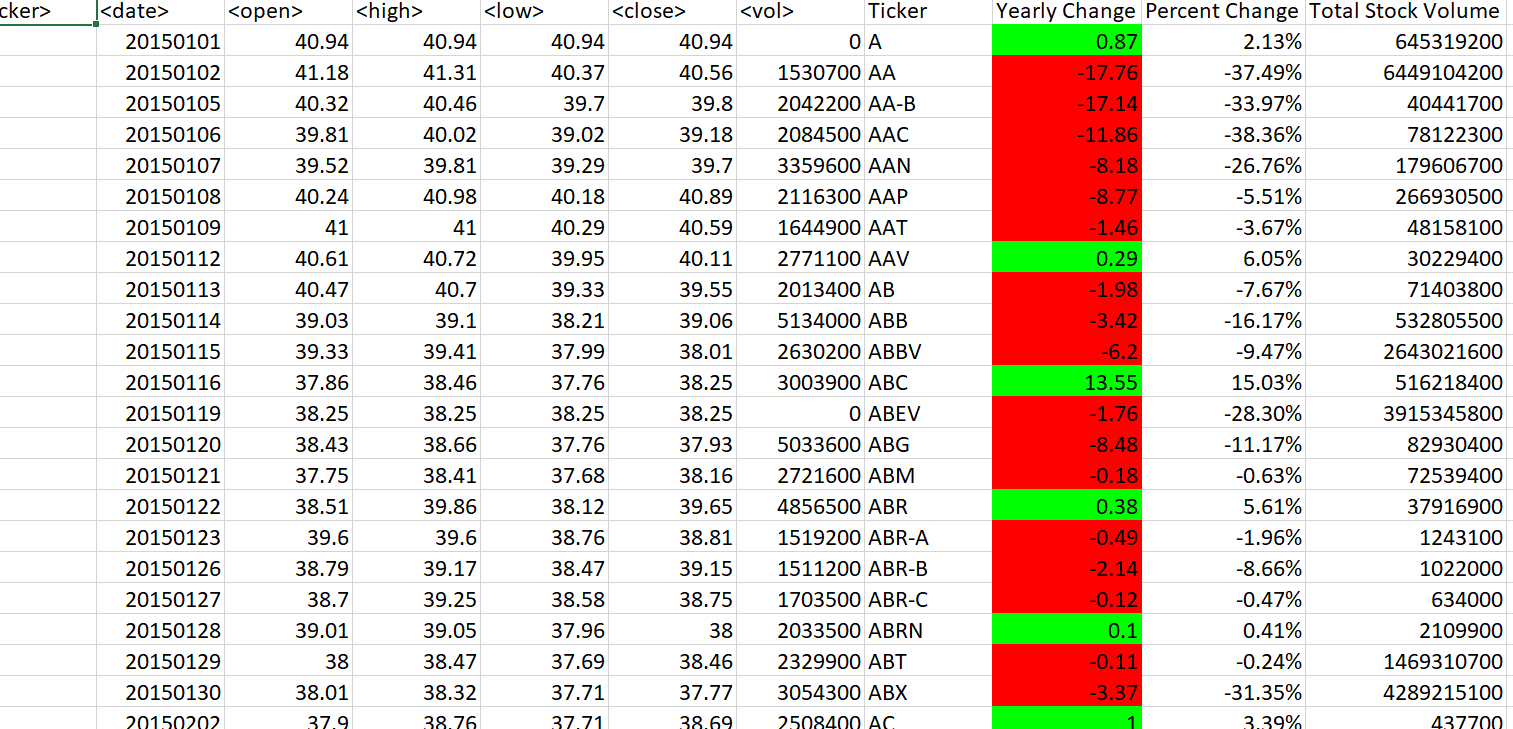 cker> <date> <open> <high> <low> <close> <vol> Ticker Yearly Change Percent Change Total Stock Volume
20150101 40.94 40.94 40.94 40.94 0 A 0.87 2.13% 645319200
20150102 41.18 41.31 40.37 40.56 1530700 AA -17.76 -37.49% 6449104200
20150105 40.32 40.46 39.7 39.8 2042200 AA-B -17.14 -33.97% 40441700
20150106 39.81 40.02 39.02 39.18 2084500 AAC -11.86 -38.36% 78122300
20150107 39.52 39.81 39.29 39.7 3359600 AAN -8.18 -26.76% 179606700
20150108 40.24 40.98 40.18 40.89 2116300 AAP -8.77 -5.51% 266930500
20150109 41 41 40.29 40.59 1644900 AAT -1.46 -3.67% 48158100
20150112 40.61 40.72 39.95 40.11 2771100 AAV 0.29 6.05% 30229400
20150113 40.47 40.7 39.33 39.55 2013400 AB -1.98 -7.67% 71403800
20150114 39.03 39.1 38.21 39.06 5134000 ABB -3.42 -16.17% 532805500
20150115 39.33 39.41 37.99 38.01 2630200 ABBV -6.2 -9.47% 2643021600
20150116 37.86 38.46 37.76 38.25 3003900 ABC 13.55 15.03% 516218400
20150119 38.25 38.25 38.25 38.25 0 ABEV -1.76 -28.30% 3915345800
20150120 38.43 38.66 37.76 37.93 5033600 ABG -8.48 -11.17% 82930400
20150121 37.75 38.41 37.68 38.16 2721600 ABM -0.18 -0.63% 72539400
20150122 38.51 39.86 38.12 39.65 4856500 ABR 0.38 5.61% 37916900
20150123 39.6 39.6 38.76 38.81 1519200 ABR-A -0.49 -1.96% 1243100
20150126 38.79 39.17 38.47 39.15 1511200 ABR-B -2.14 -8.66% 1022000
20150127 38.7 39.25 38.58 38.75 1703500 ABR-C -0.12 -0.47% 634000
20150128 39.01 39.05 37.96 38 2033500 ABRN 0.1 0.41% 2109900
20150129 38 38.47 37.69 38.46 2329900 ABT -0.11 -0.24% 1469310700
20150130 38.01 38.32 37.71 37.77 3054300 ABX -3.37 -31.35% 4289215100
20150202 37.9 38.76 37.71 38.69 2508400 AC 1 3.39% 437700